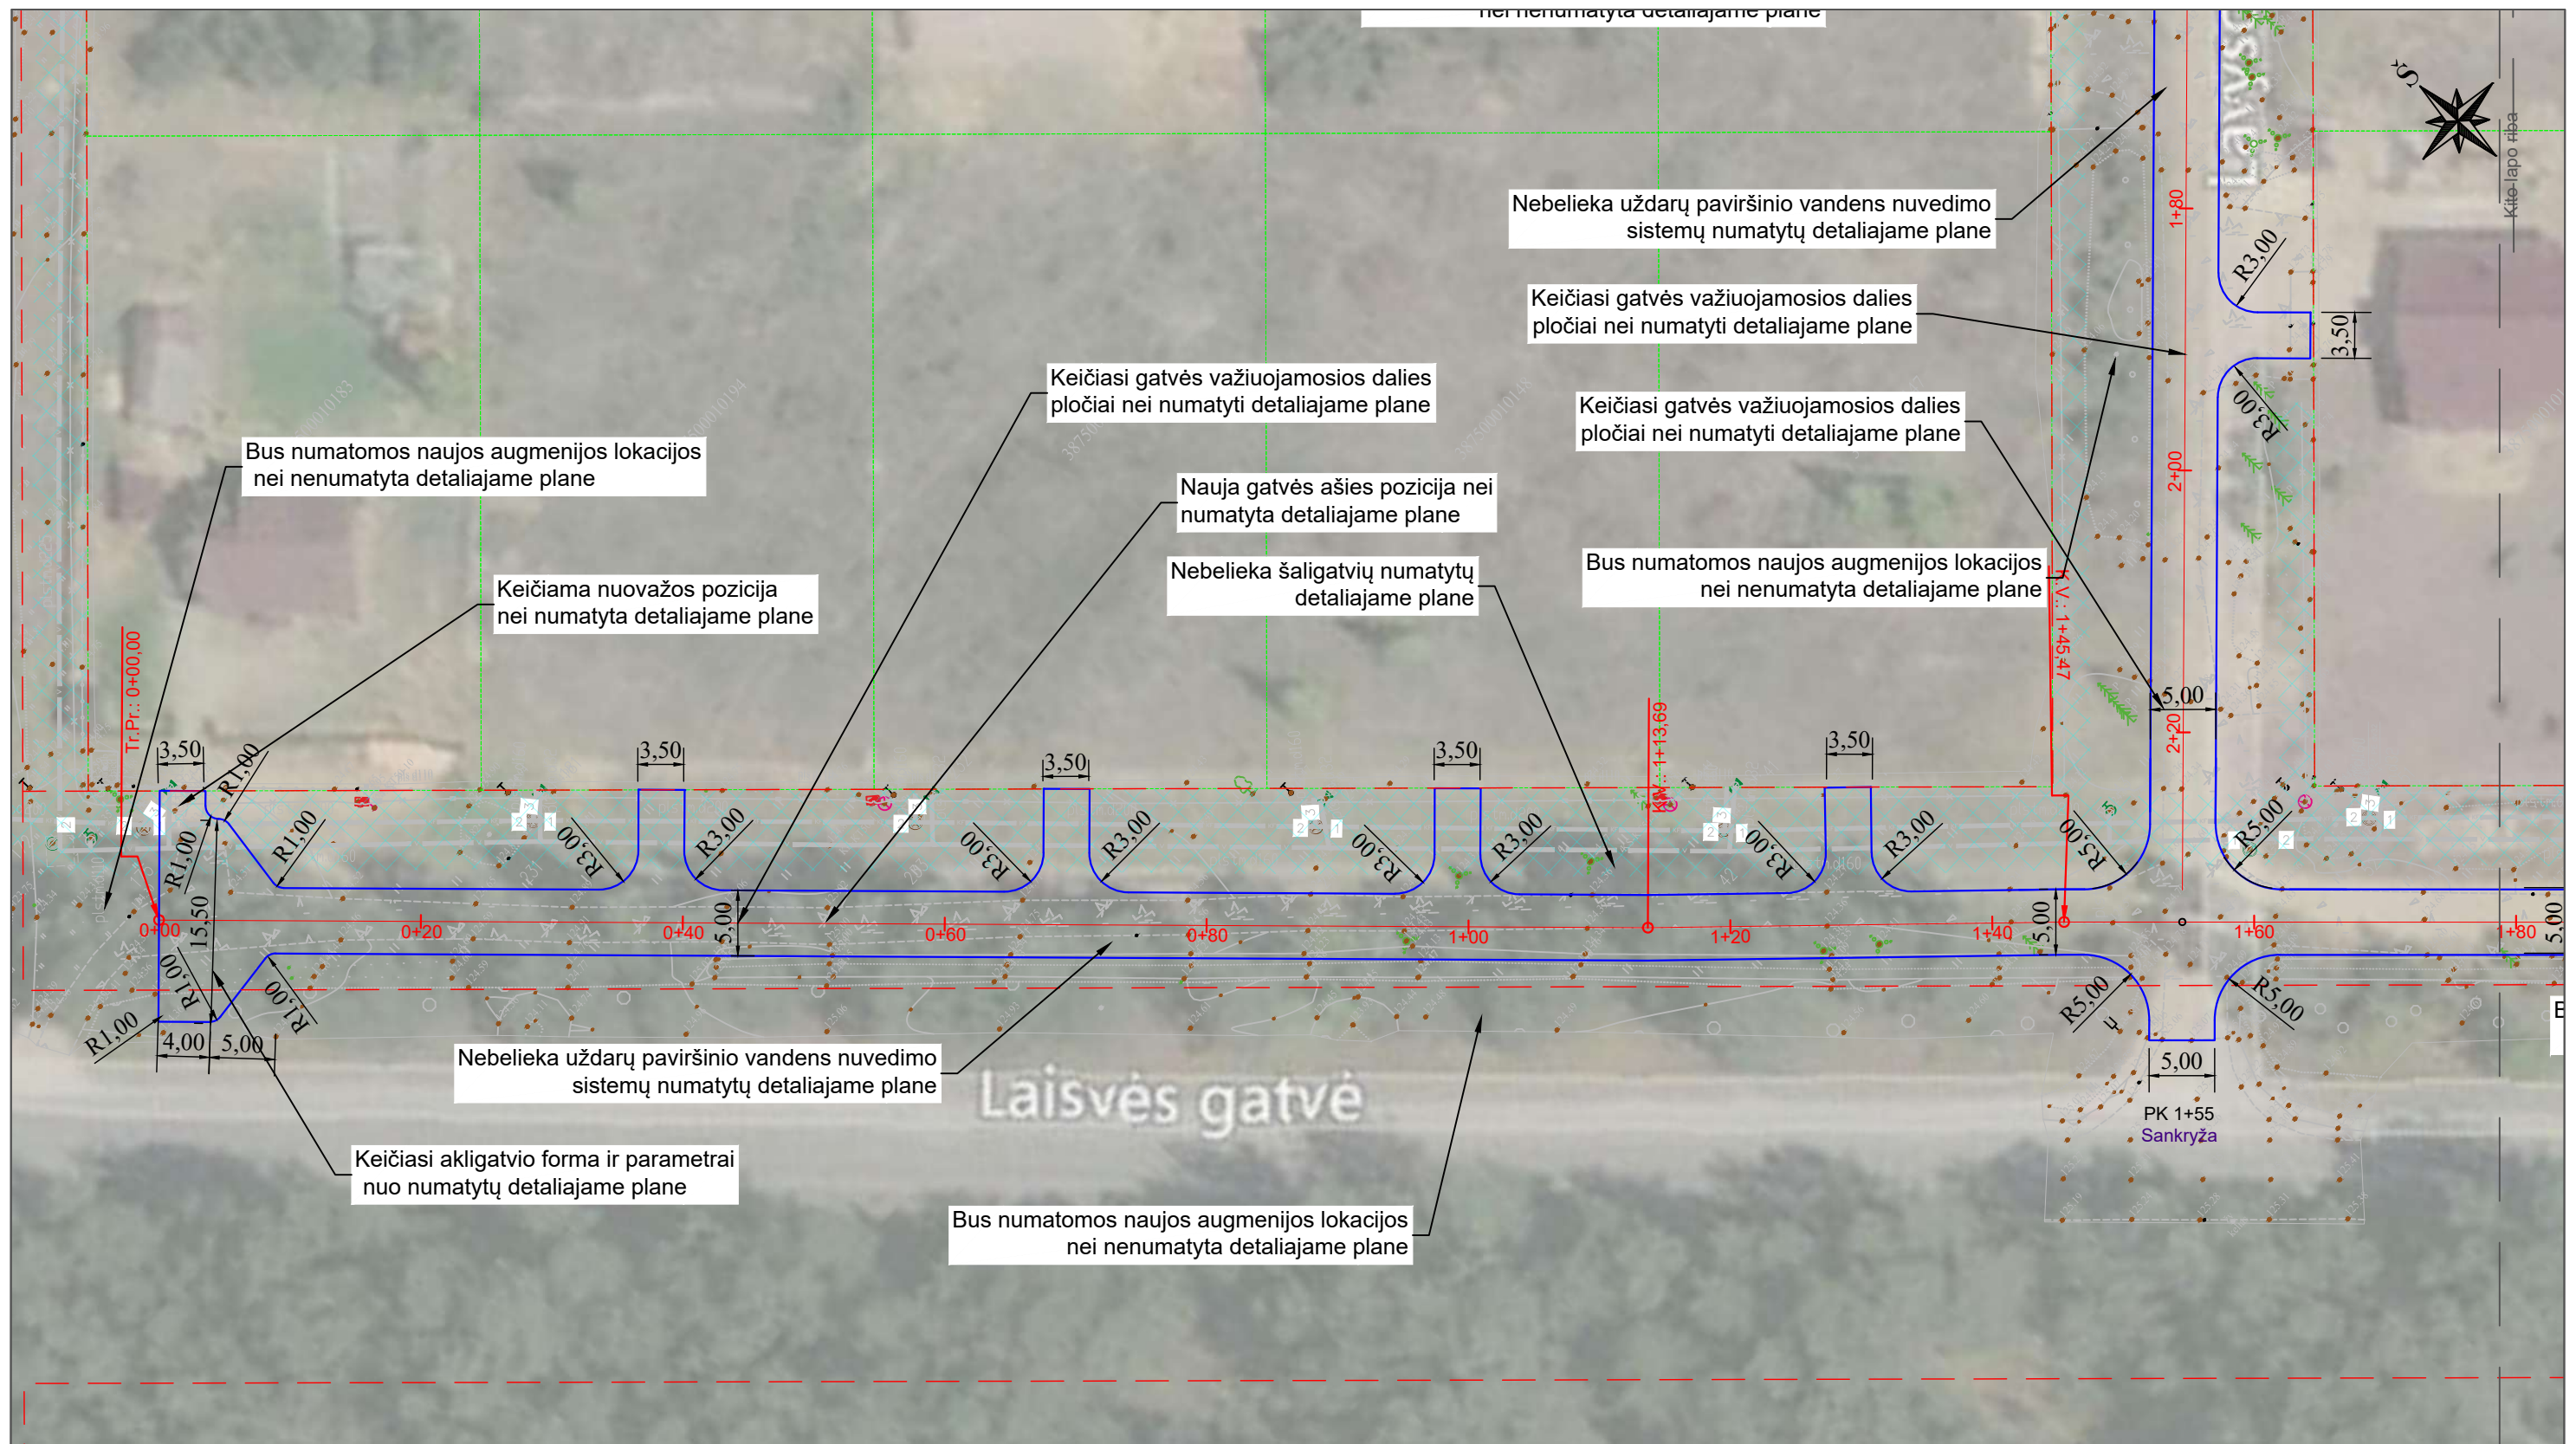 nei nenumatyta detaliajame plane
Š
Kito lapo riba
Nebelieka uždarų paviršinio vandens nuvedimo
sistemų numatytų detaliajame plane
1+80
R3,00
Keičiasi gatvės važiuojamosios dalies
pločiai nei numatyti detaliajame plane
3,50
Keičiasi gatvės važiuojamosios dalies
pločiai nei numatyti detaliajame plane
Keičiasi gatvės važiuojamosios dalies
pločiai nei numatyti detaliajame plane
R3,00
Bus numatomos naujos augmenijos lokacijos
nei nenumatyta detaliajame plane
Nauja gatvės ašies pozicija nei
numatyta detaliajame plane
2+00
Nebelieka šaligatvių numatytų
detaliajame plane
Bus numatomos naujos augmenijos lokacijos
nei nenumatyta detaliajame plane
Keičiama nuovažos pozicija
nei numatyta detaliajame plane
K.V.: 1+45,47
Tr.Pr.: 0+00,00
5,00
2+20
K.V.: 1+13,69
3,50
R1,00
3,50
3,50
3,50
3,50
R1,00
R1,00
R3,00
R3,00
R3,00
R3,00
R3,00
R3,00
R3,00
R3,00
R5,00
R5,00
15,50
5,00
5,00
5,00
0+00
0+20
0+40
0+60
0+80
1+00
1+20
1+40
1+60
1+80
R1,00
R1,00
R1,00
4,00
5,00
R5,00
R5,00
5,00
Nebelieka uždarų paviršinio vandens nuvedimo
sistemų numatytų detaliajame plane
Laisvės gatvė
PK 1+55
Sankryža
Keičiasi akligatvio forma ir parametrai
nuo numatytų detaliajame plane
Bus numatomos naujos augmenijos lokacijos
nei nenumatyta detaliajame plane